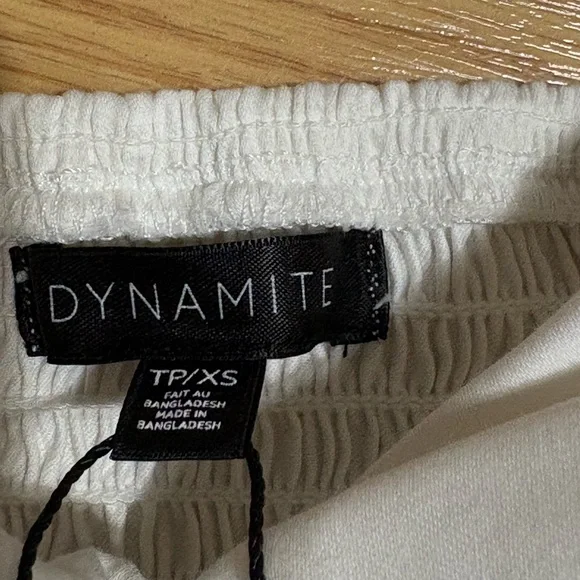 DYNAMITE
TP/XS
FAIT AU
BANGLADESH
MADE IN
BANGLADESH